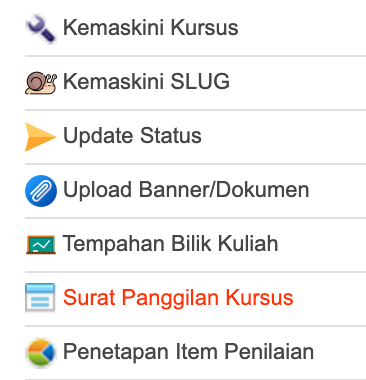 Kemaskini Kursus
Kemaskini SLUG
Update Status
Upload Banner/Dokumen
Tempahan Bilik Kuliah
Surat Panggilan Kursus
Penetapan Item Penilaian